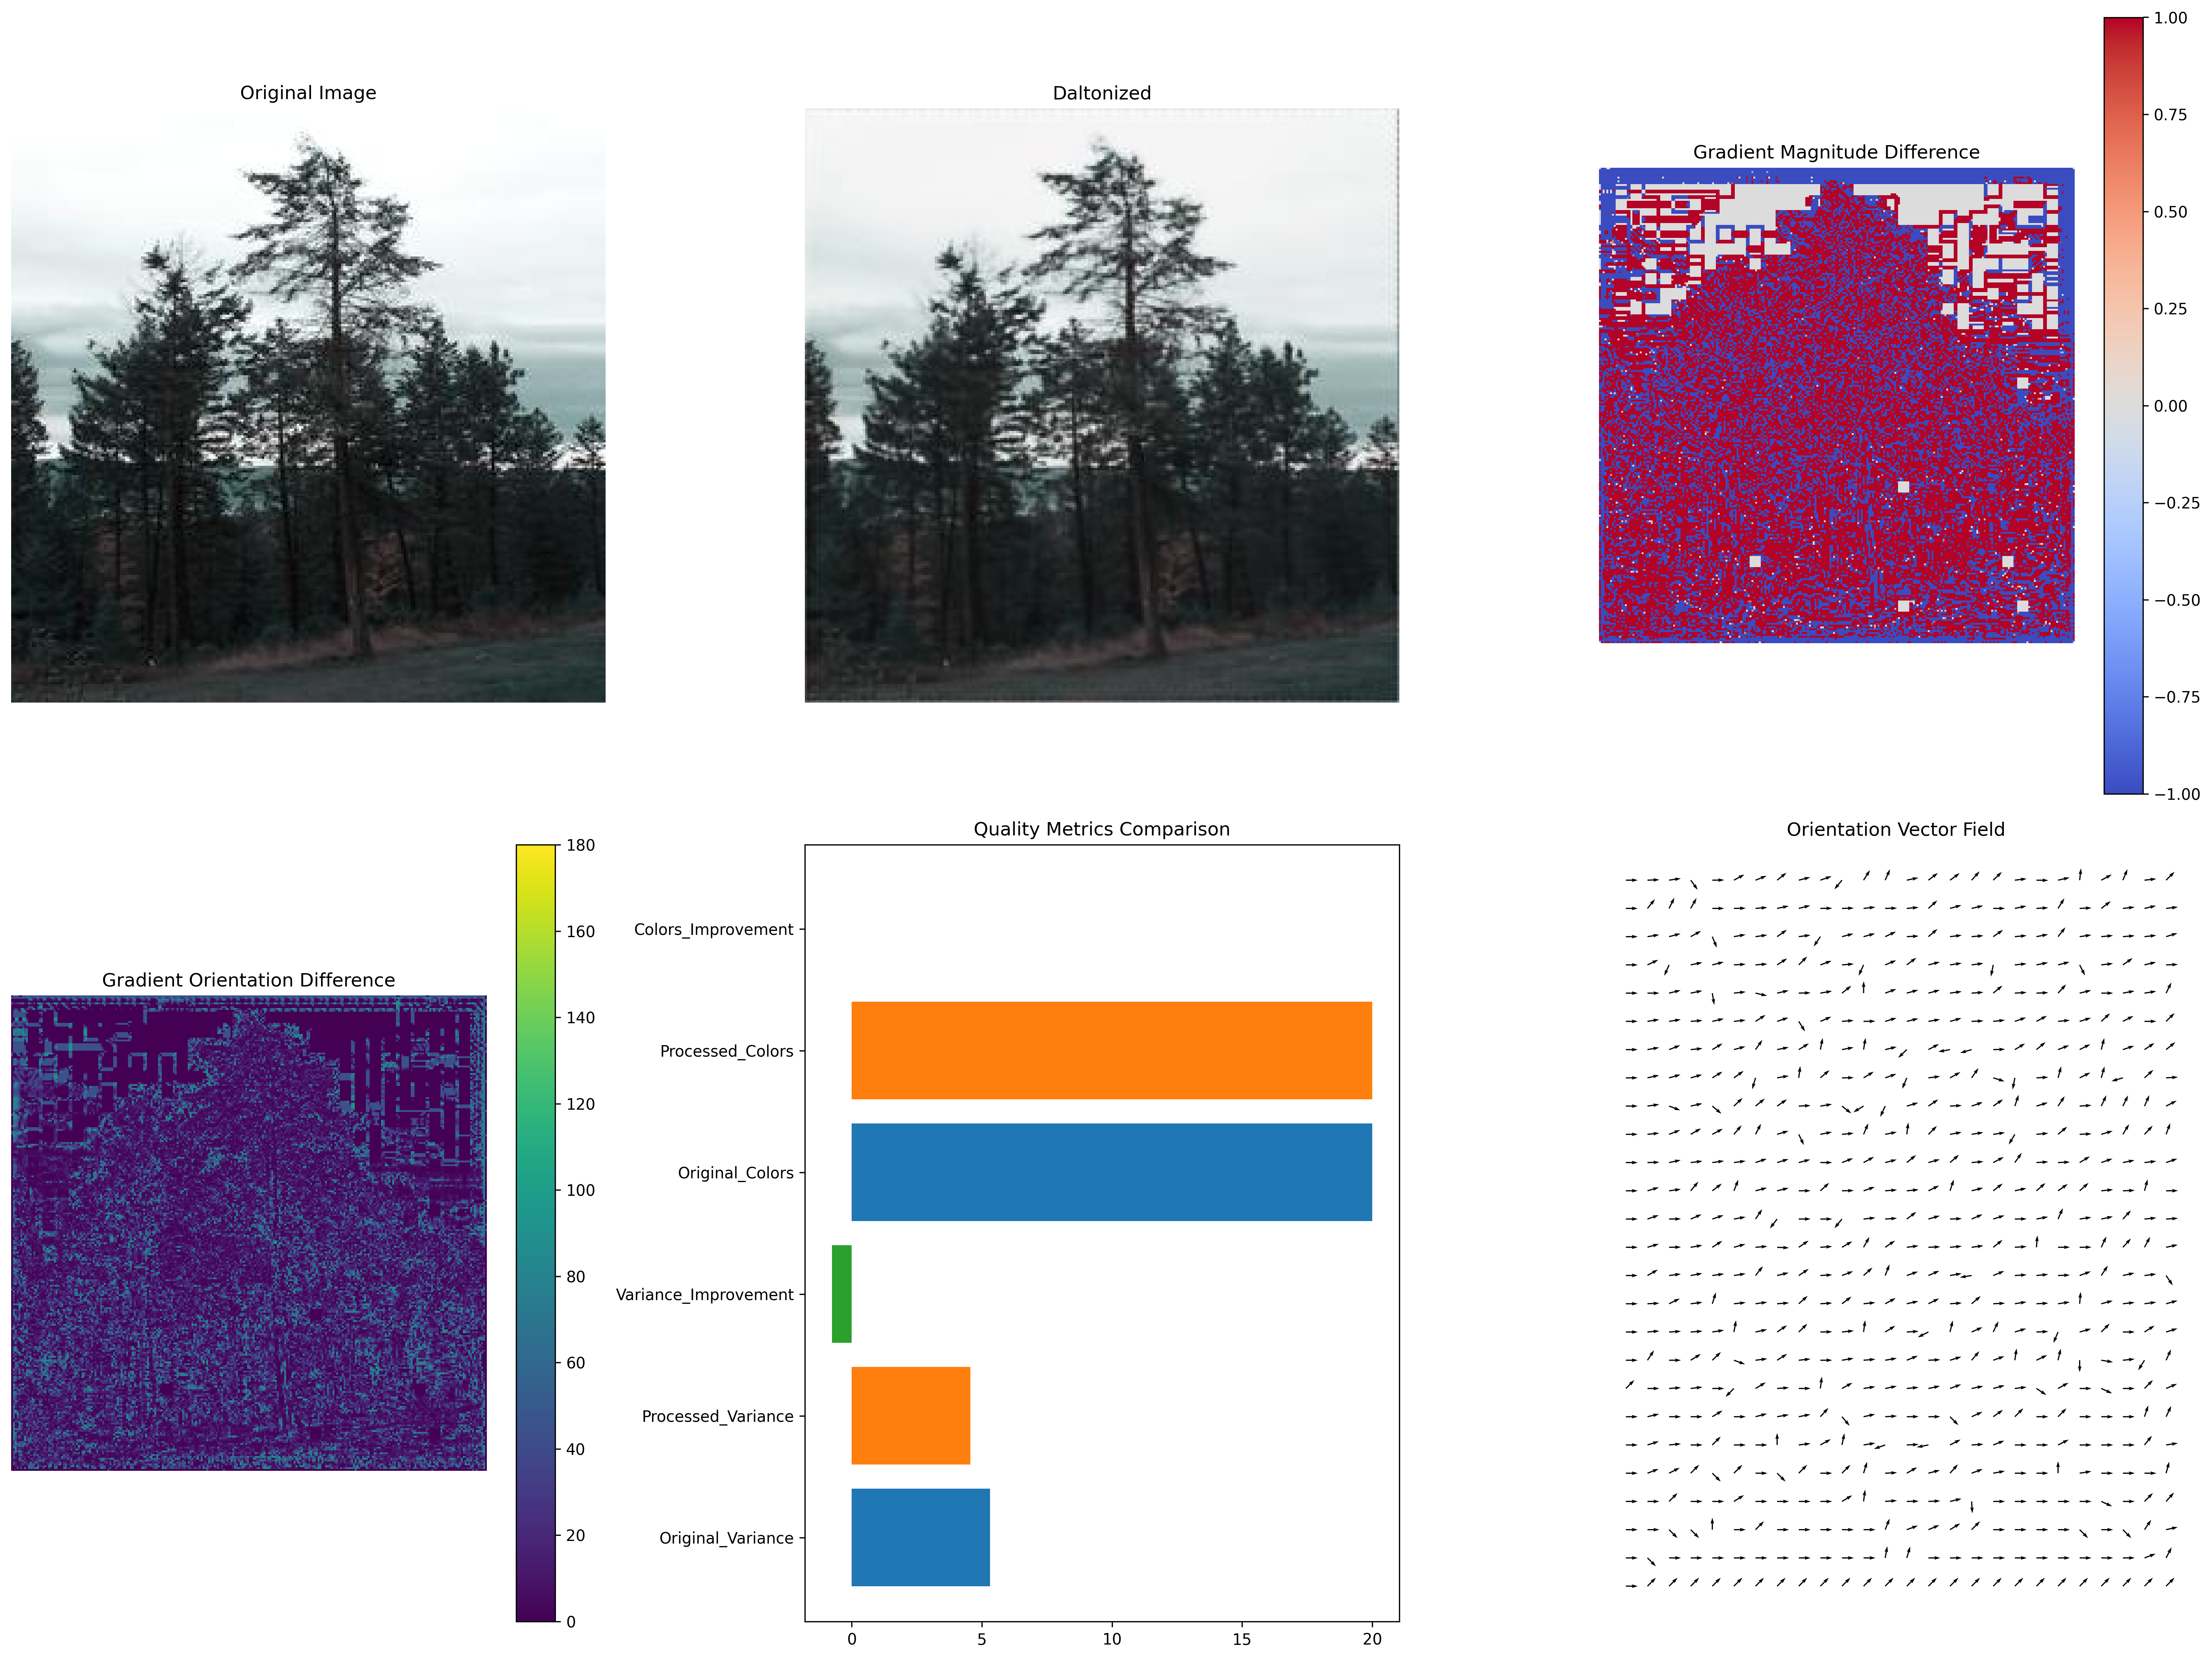 Original Image
Daltonized
Gradient Magnitude Difference
1.00
0.75
0.50
0.25
0.00
−0.25
−0.50
−0.75
−1.00
Gradient Orientation Difference
180
160
140
120
100
80
60
40
20
0
Quality Metrics Comparison
Colors_Improvement
Processed_Colors
Original_Colors
Variance_Improvement
Processed_Variance
Original_Variance
0 5 10 15 20
Orientation Vector Field